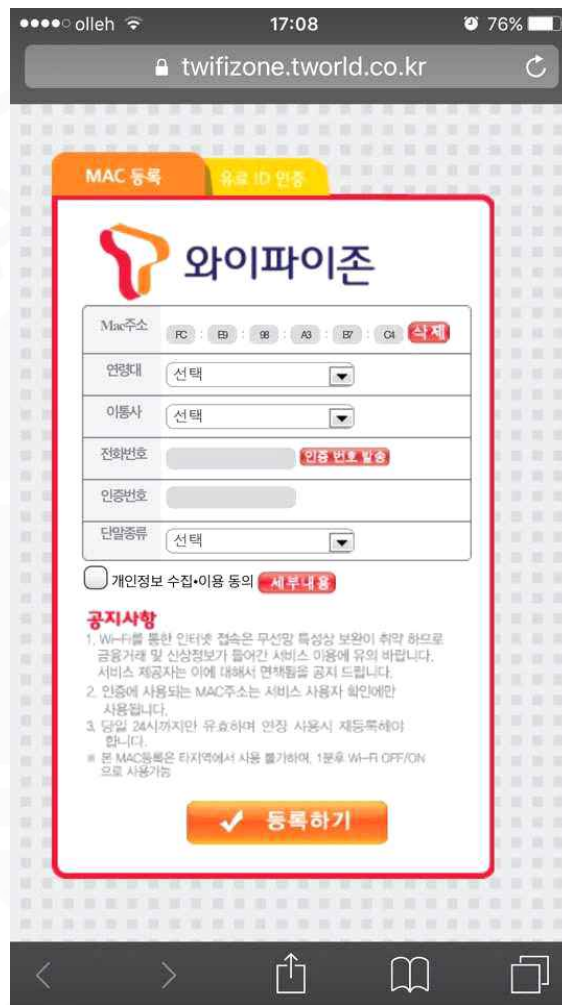 olleh 17:08 76%
twifizone.tworld.co.kr
MAC 등록 유료 ID 인증
와이파이존
Mac주소 FC : E9 : 98 : A3 : B7 : C4 삭제
연령대 선택
이통사 선택
전화번호 인증 번호 발송
인증번호
단말종류 선택
개인정보 수집•이용 동의 세부내용
공지사항
1. Wi-Fi를 통한 인터넷 접속은 무선망 특성상 보완이 취약 하므로
금융거래 및 신상정보가 들어간 서비스 이용에 유의 바랍니다.
서비스 제공자는 이에 대해서 면책됨을 공지 드립니다.
2. 인증에 사용되는 MAC주소는 서비스 사용자 확인에만
사용됩니다.
3. 당일 24시까지만 유효하며 연장 사용시 재등록해야
합니다.
※ 본 MAC등록은 타지역에서 사용 불가하며, 1분후 Wi-Fi OFF/ON
으로 사용가능
등록하기